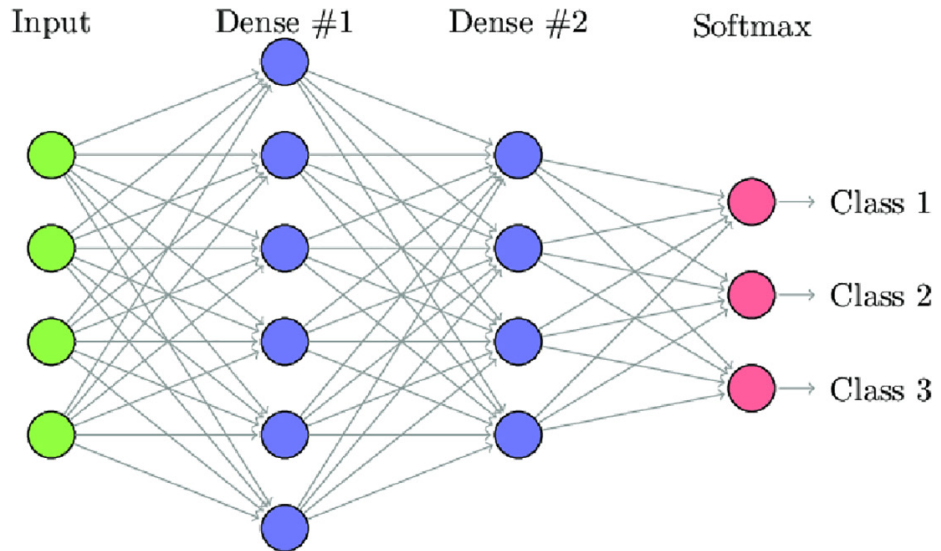 Input
Dense #1
Dense #2
Softmax
Class 1
Class 2
Class 3